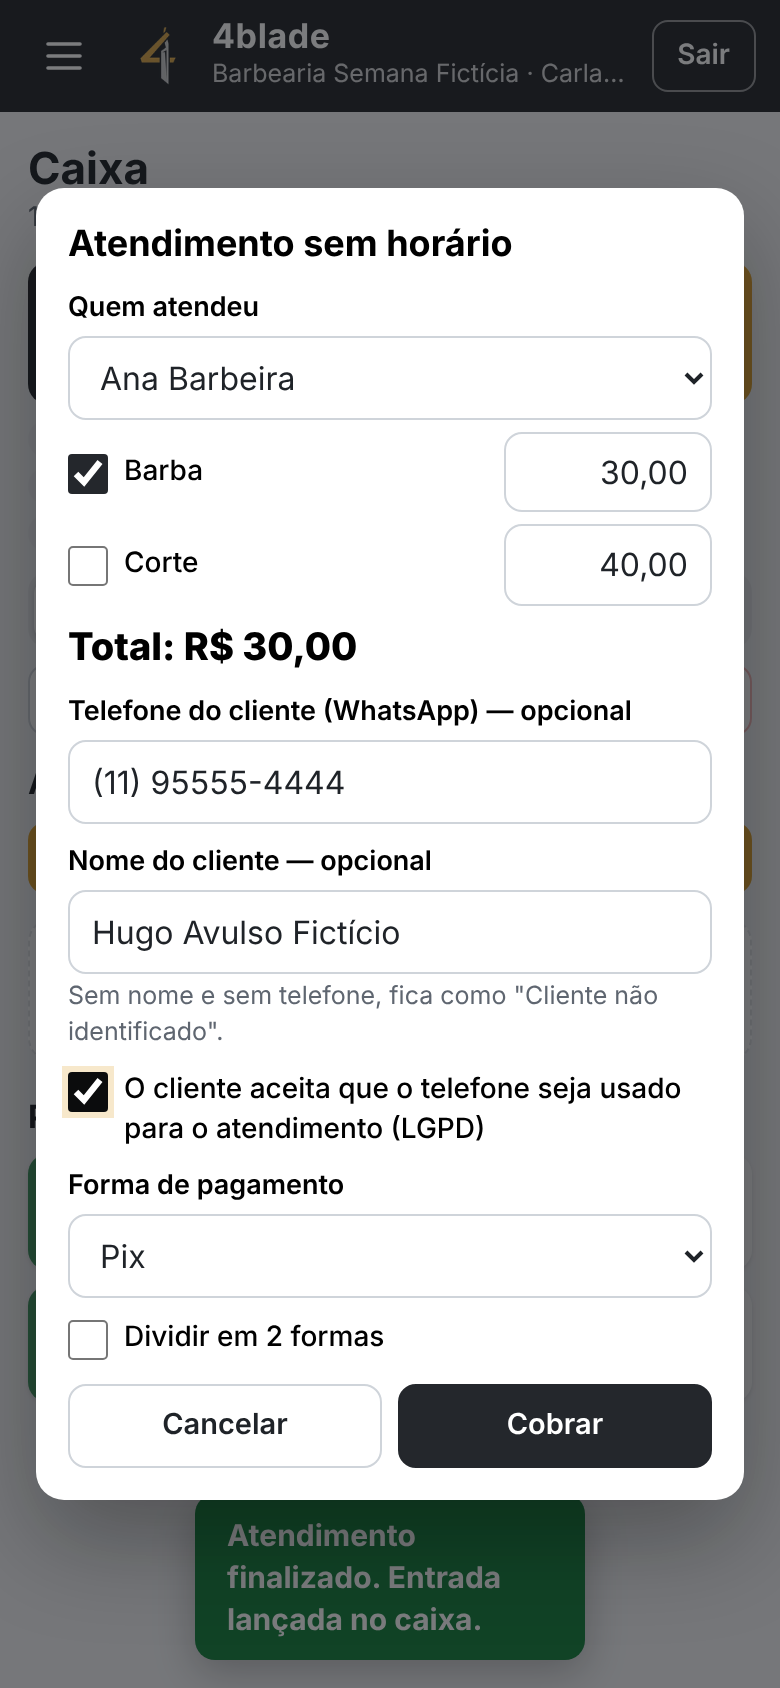 4blade
Barbearia Semana Fictícia · Carla...
Sair
Caixa
Atendimento sem horário
Quem atendeu
Ana Barbeira
Barba
30,00
Corte
40,00
Total: R$ 30,00
Telefone do cliente (WhatsApp) — opcional
(11) 95555-4444
Nome do cliente — opcional
Hugo Avulso Fictício
Sem nome e sem telefone, fica como "Cliente não
identificado".
O cliente aceita que o telefone seja usado
para o atendimento (LGPD)
Forma de pagamento
Pix
Dividir em 2 formas
Cancelar
Cobrar
Atendimento
finalizado. Entrada
lançada no caixa.